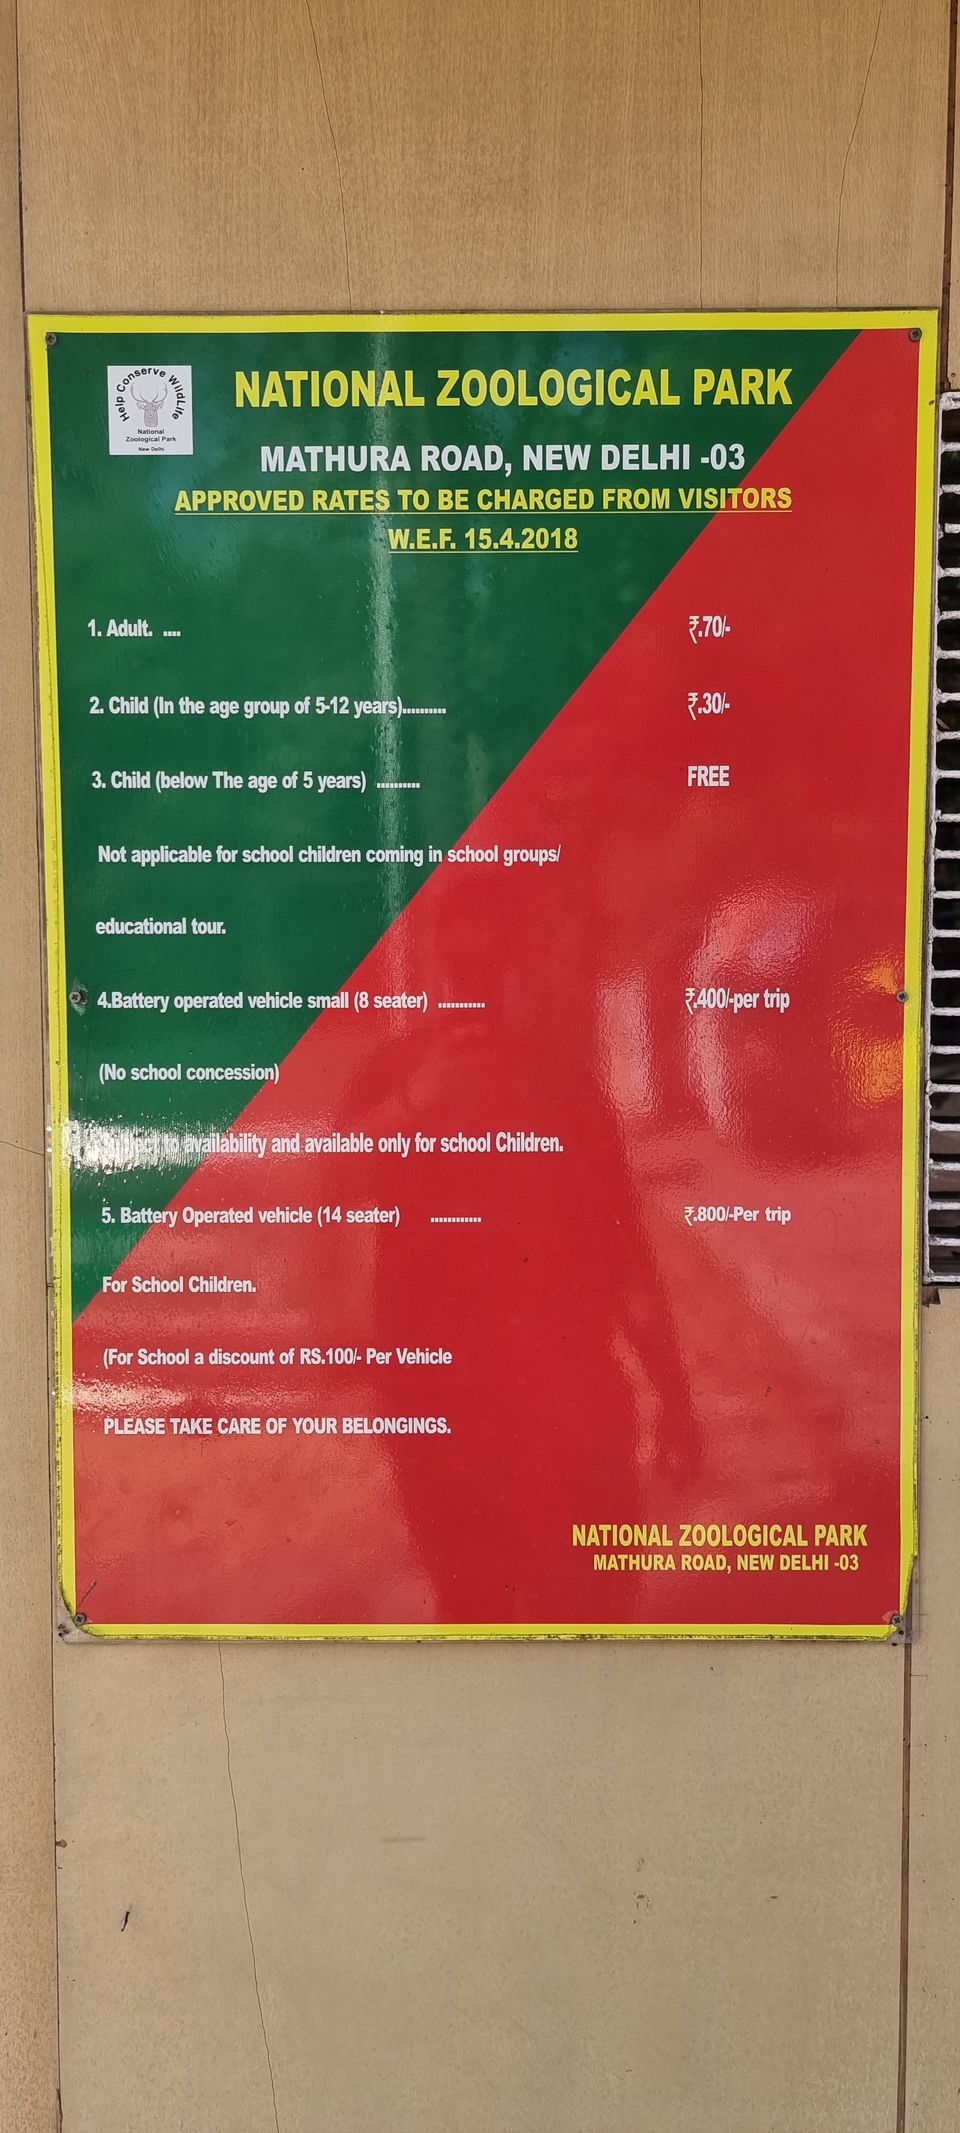 Help Conserve WildLife
National
Zoological Park
New Delhi
NATIONAL ZOOLOGICAL PARK
MATHURA ROAD, NEW DELHI -03
APPROVED RATES TO BE CHARGED FROM VISITORS
W.E.F. 15.4.2018
1. Adult. .... ₹.70/-
2. Child (In the age group of 5-12 years).......... ₹.30/-
3. Child (below The age of 5 years) .......... FREE
Not applicable for school children coming in school groups/
educational tour.
4.Battery operated vehicle small (8 seater) ........... ₹.400/-per trip
(No school concession)
to availability and available only for school Children.
5. Battery Operated vehicle (14 seater) ............ ₹.800/-Per trip
For School Children.
(For School a discount of RS.100/- Per Vehicle
PLEASE TAKE CARE OF YOUR BELONGINGS.
NATIONAL ZOOLOGICAL PARK
MATHURA ROAD, NEW DELHI -03